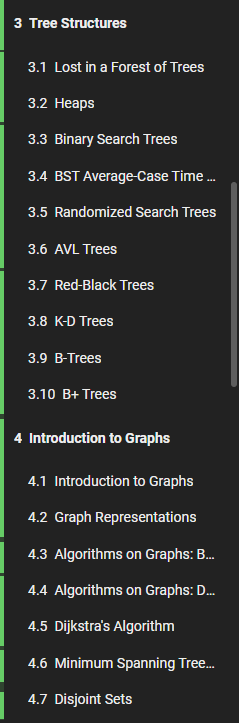 3 Tree Structures
3.1 Lost in a Forest of Trees
3.2 Heaps
3.3 Binary Search Trees
3.4 BST Average-Case Time ...
3.5 Randomized Search Trees
3.6 AVL Trees
3.7 Red-Black Trees
3.8 K-D Trees
3.9 B-Trees
3.10 B+ Trees
4 Introduction to Graphs
4.1 Introduction to Graphs
4.2 Graph Representations
4.3 Algorithms on Graphs: B...
4.4 Algorithms on Graphs: D...
4.5 Dijkstra's Algorithm
4.6 Minimum Spanning Tree...
4.7 Disjoint Sets